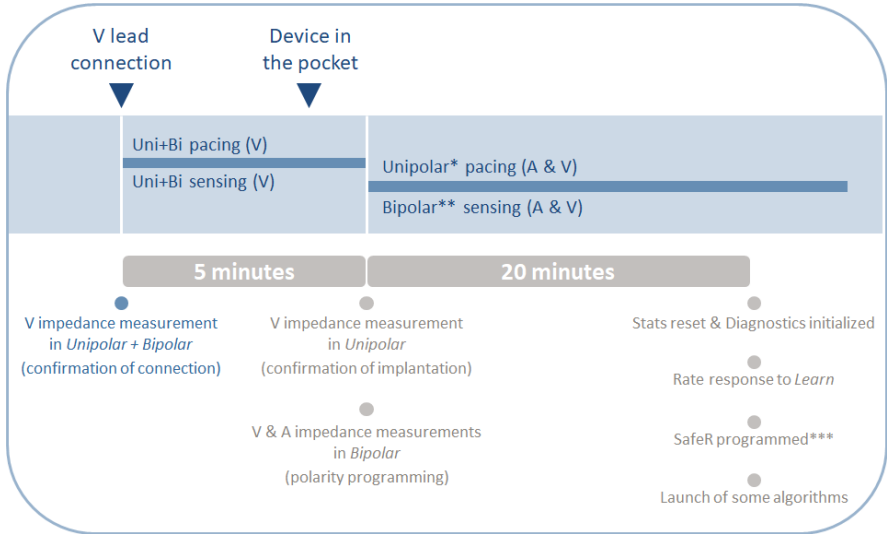 V lead
connection
Device in
the pocket
Uni+Bi pacing (V)
Uni+Bi sensing (V)
Unipolar* pacing (A & V)
Bipolar** sensing (A & V)
5 minutes
20 minutes
V impedance measurement
in Unipolar + Bipolar
(confirmation of connection)
V impedance measurement
in Unipolar
(confirmation of implantation)
V & A impedance measurements
in Bipolar
(polarity programming)
Stats reset & Diagnostics initialized
Rate response to Learn
SafeR programmed***
Launch of some algorithms